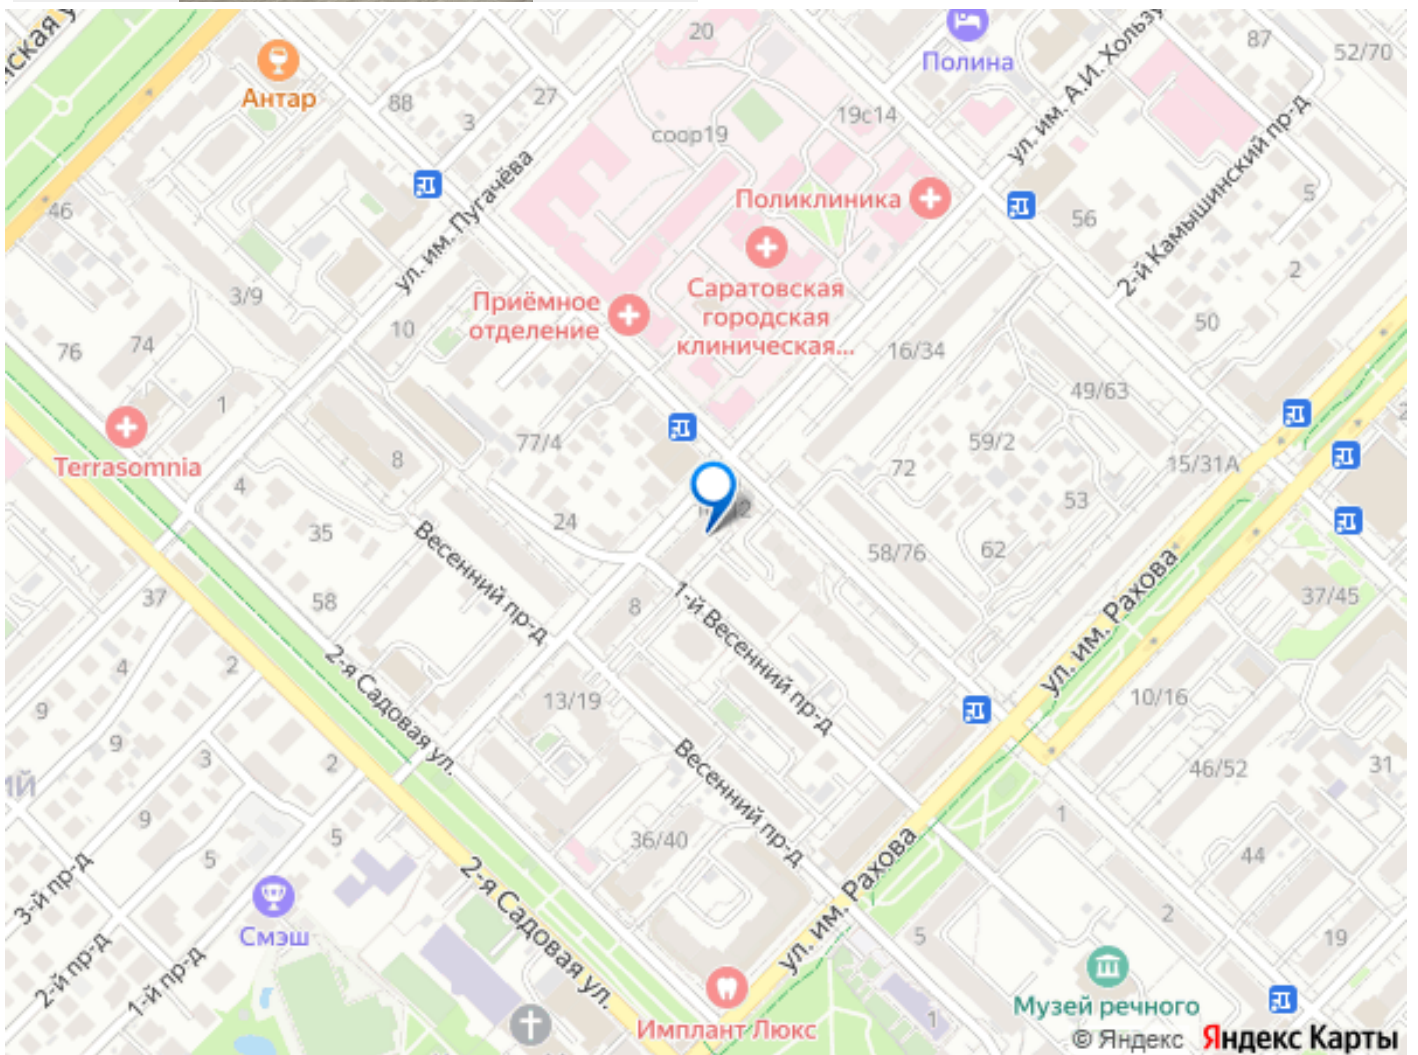 20
Полина
ул. им. А.И. Хользу
87
52/70
Антар
88
27
3
соор19
19с14
46
ул. им. Пугачёва
Поликлиника
56
2-й Камышинский пр-д
5
2
3/9
10
Приёмное
отделение
Саратовская
городская
клиническая...
16/34
50
76
74
1
49/63
77/4
59/2
72
15/31А
Terrasomnia
8
4
53
24
35
58/76
62
Весенний пр-д
1-й Весенний пр-д
ул. им. Рахова
37/45
37
58
8
4
2
2-я Садовая ул.
13/19
10/16
9
9
3
2
46/52
31
ИЙ
Весенний пр-д
9
5
5
36/40
1
44
3-й пр-д
2-я Садовая ул.
ул. им. Рахова
2
Смэш
5
19
2-й пр-д
1-й пр-д
Музей речного
Имплант Люкс
1
© Яндекс Яндекс Карты